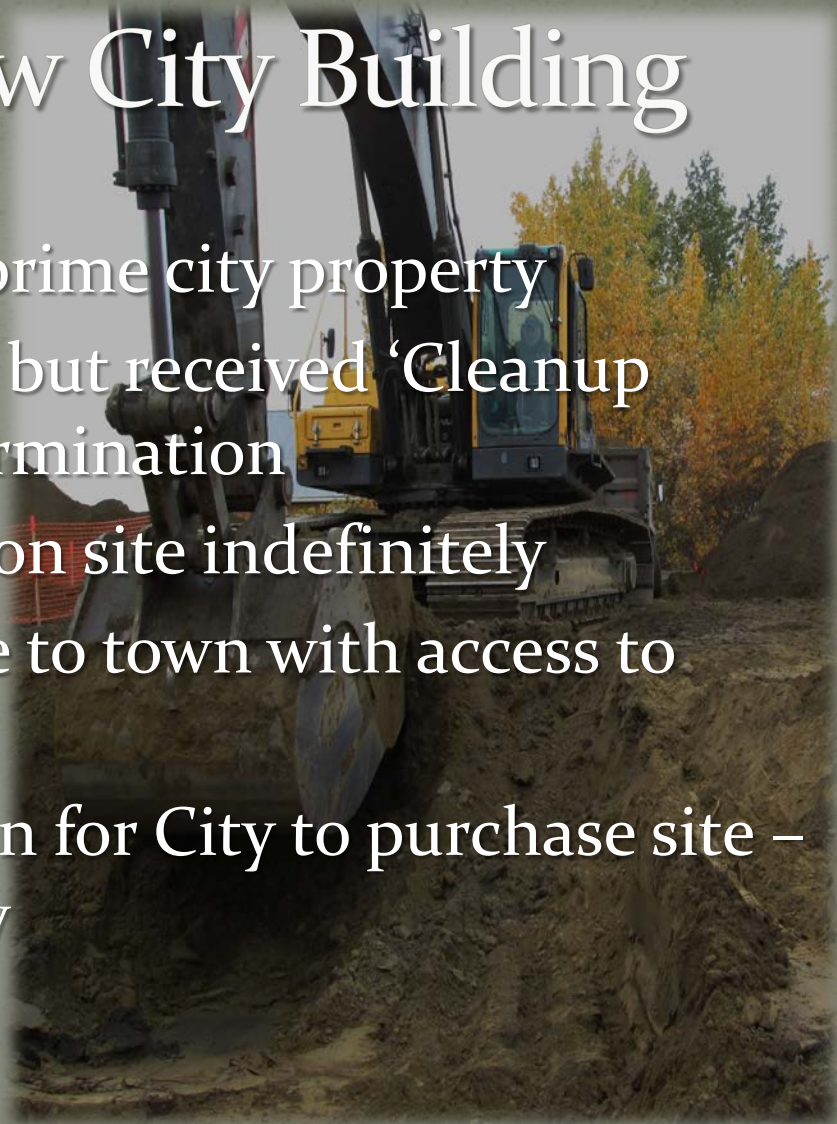 w City Building
prime city property
but received ‘Cleanup
rmination
on site indefinitely
e to town with access to
n for City to purchase site –
y